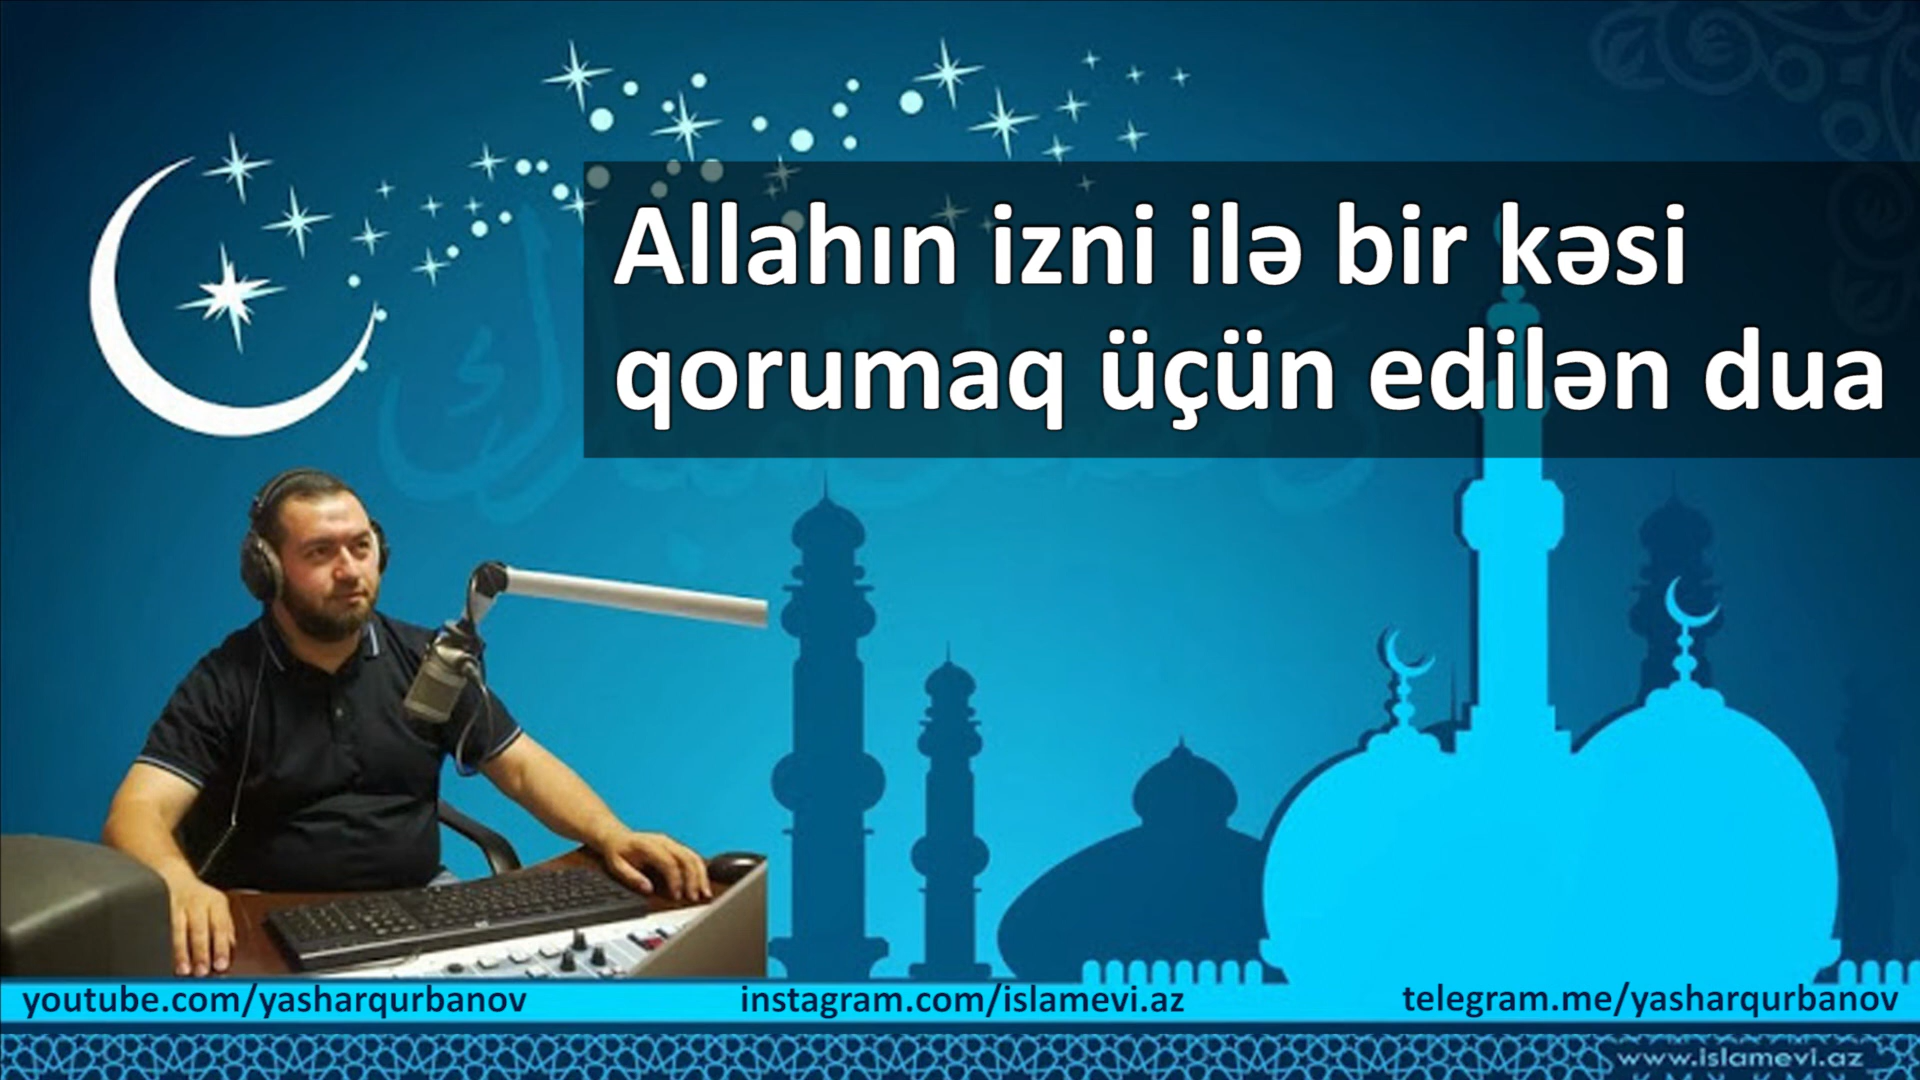 Allahın izni ilə bir kəsi
qorumaq üçün edilən dua
youtube.com/yasharqurbanov
instagram.com/islamevi.az
telegram.me/yasharqurbanov
www.islamevi.az